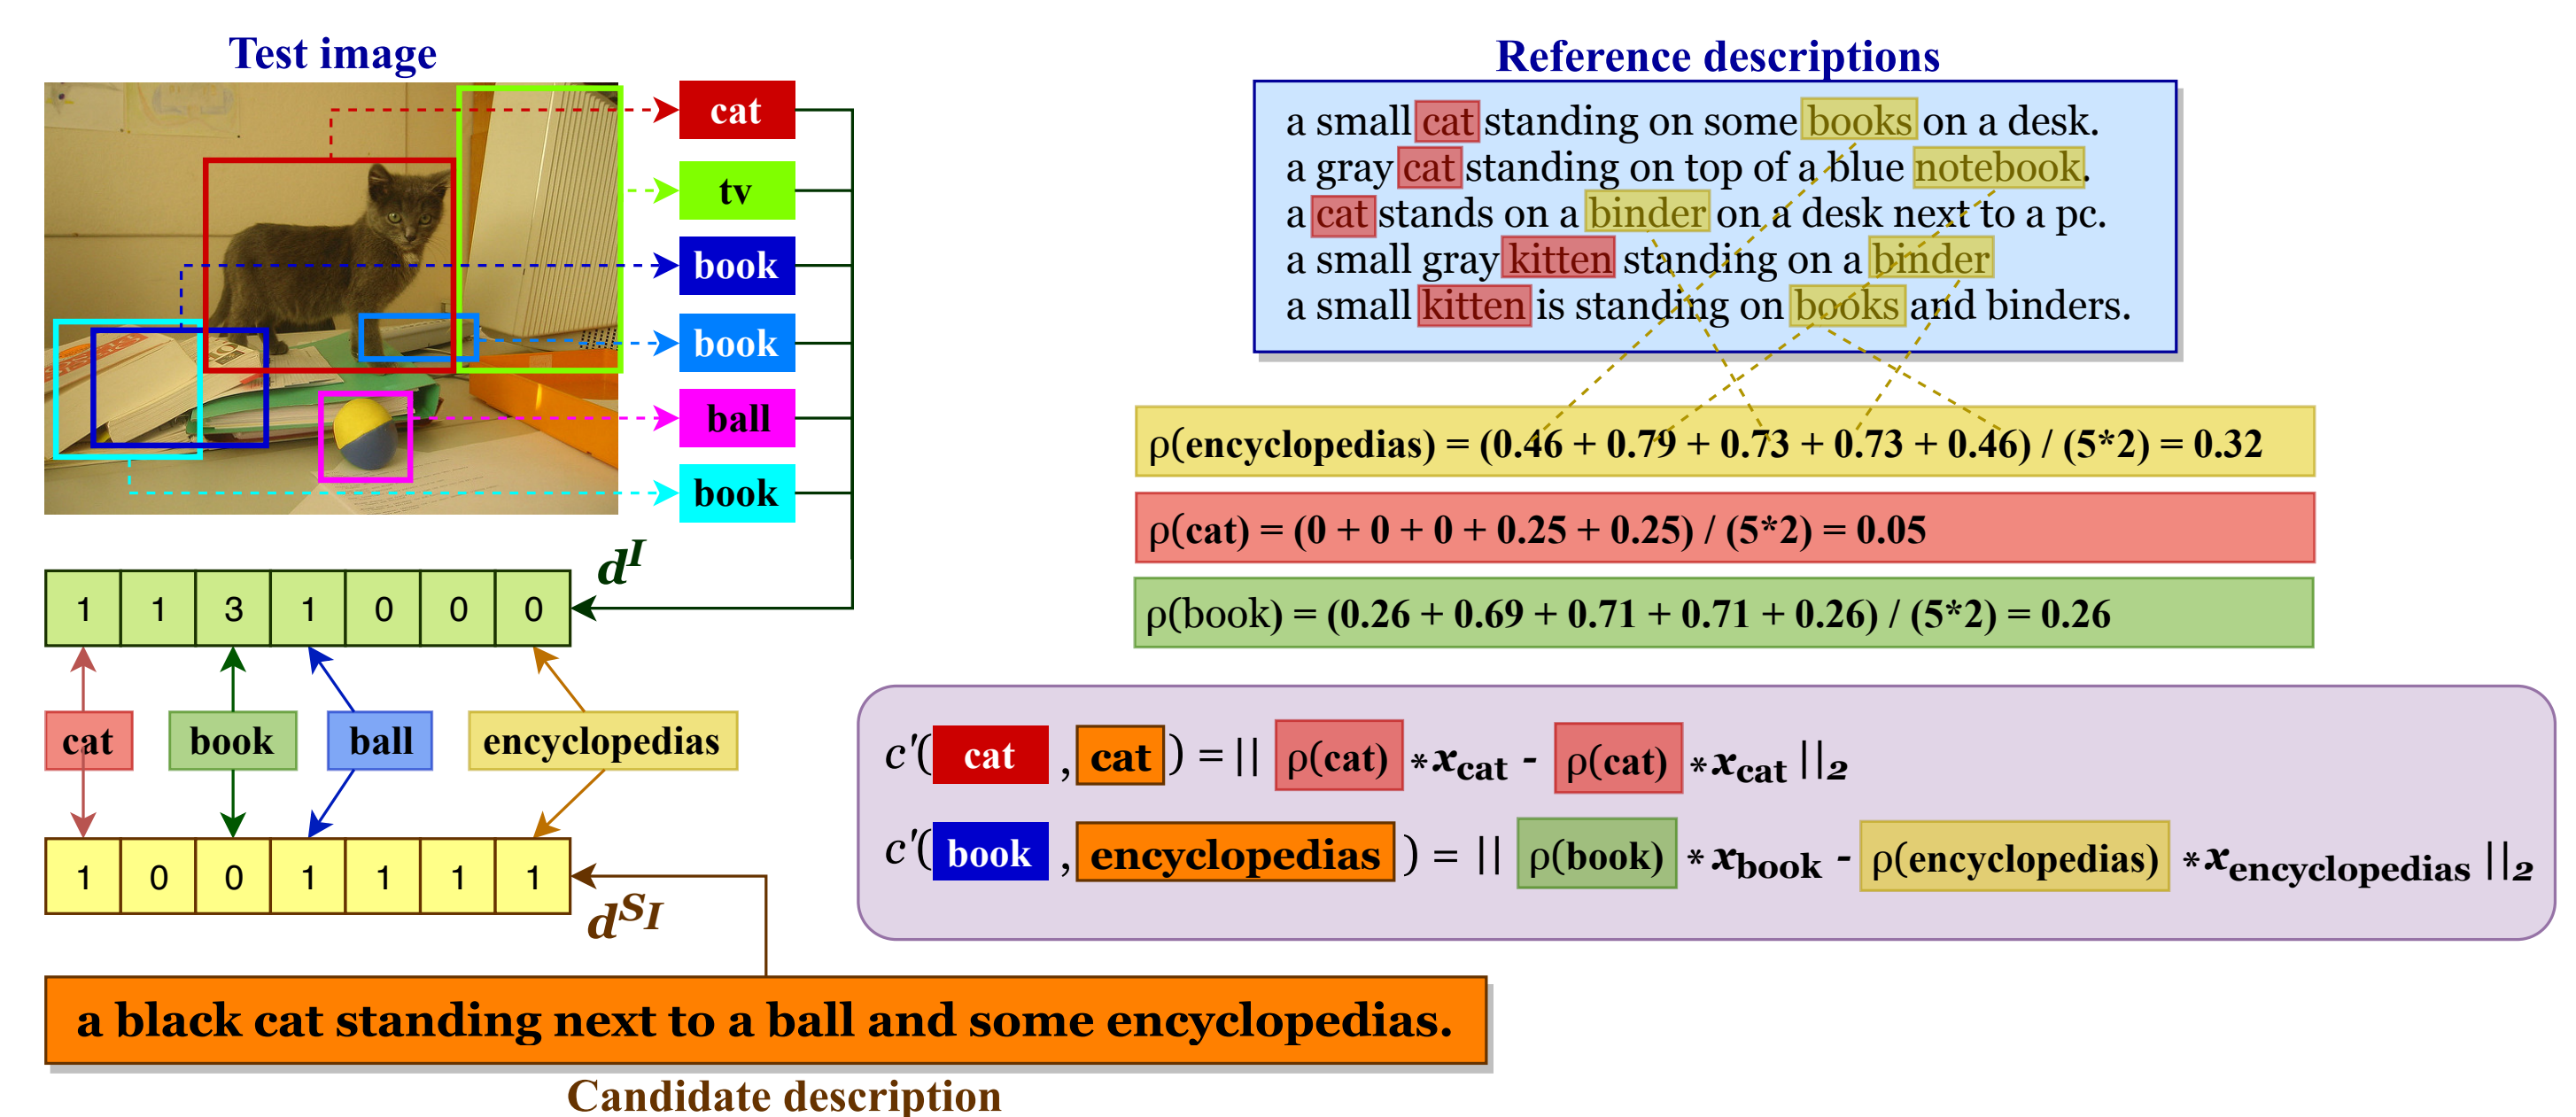 Test image
cat
tv
book
book
ball
book
d^I
1 1 3 1 0 0 0
cat book ball encyclopedias
1 0 0 1 1 1 1
d^{S_I}
a black cat standing next to a ball and some encyclopedias.
Candidate description
Reference descriptions
a small cat standing on some books on a desk.
a gray cat standing on top of a blue notebook.
a cat stands on a binder on a desk next to a pc.
a small gray kitten standing on a binder
a small kitten is standing on books and binders.
ρ(encyclopedias) = (0.46 + 0.79 + 0.73 + 0.73 + 0.46) / (5*2) = 0.32
ρ(cat) = (0 + 0 + 0 + 0.25 + 0.25) / (5*2) = 0.05
ρ(book) = (0.26 + 0.69 + 0.71 + 0.71 + 0.26) / (5*2) = 0.26
c'( cat , cat ) = || ρ(cat) * x_cat - ρ(cat) * x_cat ||_2
c'( book , encyclopedias ) = || ρ(book) * x_book - ρ(encyclopedias) * x_encyclopedias ||_2